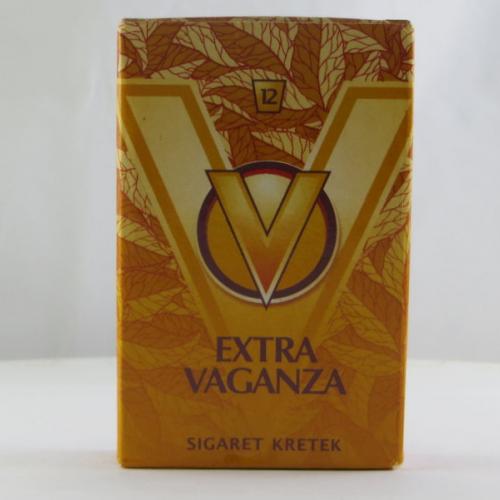 12
V
EXTRA
VAGANZA
SIGARET KRETEK